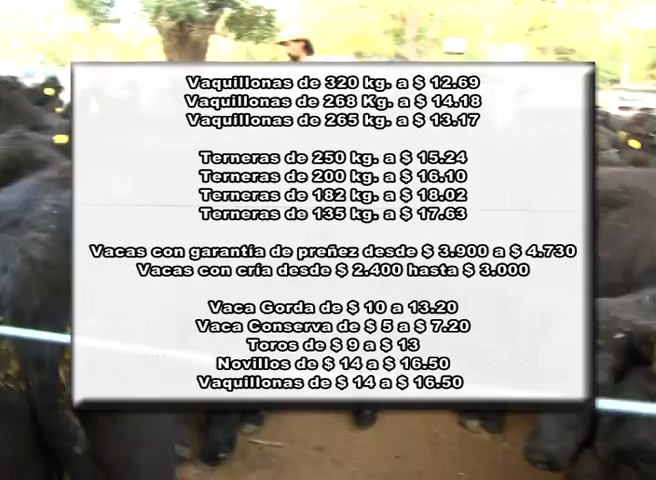 Vaquillonas de 320 kg. a $ 12.69
Vaquillonas de 268 Kg. a $ 14.18
Vaquillonas de 265 kg. a $ 13.17
Terneras de 250 kg. a $ 15.24
Terneras de 200 kg. a $ 16.10
Terneras de 182 kg. a $ 18.02
Terneras de 135 kg. a $ 17.63
Vacas con garantía de preñez desde $ 3.900 a $ 4.730
Vacas con cría desde $ 2.400 hasta $ 3.000
Vaca Gorda de $ 10 a 13.20
Vaca Conserva de $ 5 a $ 7.20
Toros de $ 9 a $ 13
Novillos de $ 14 a $ 16.50
Vaquillonas de $ 14 a $ 16.50